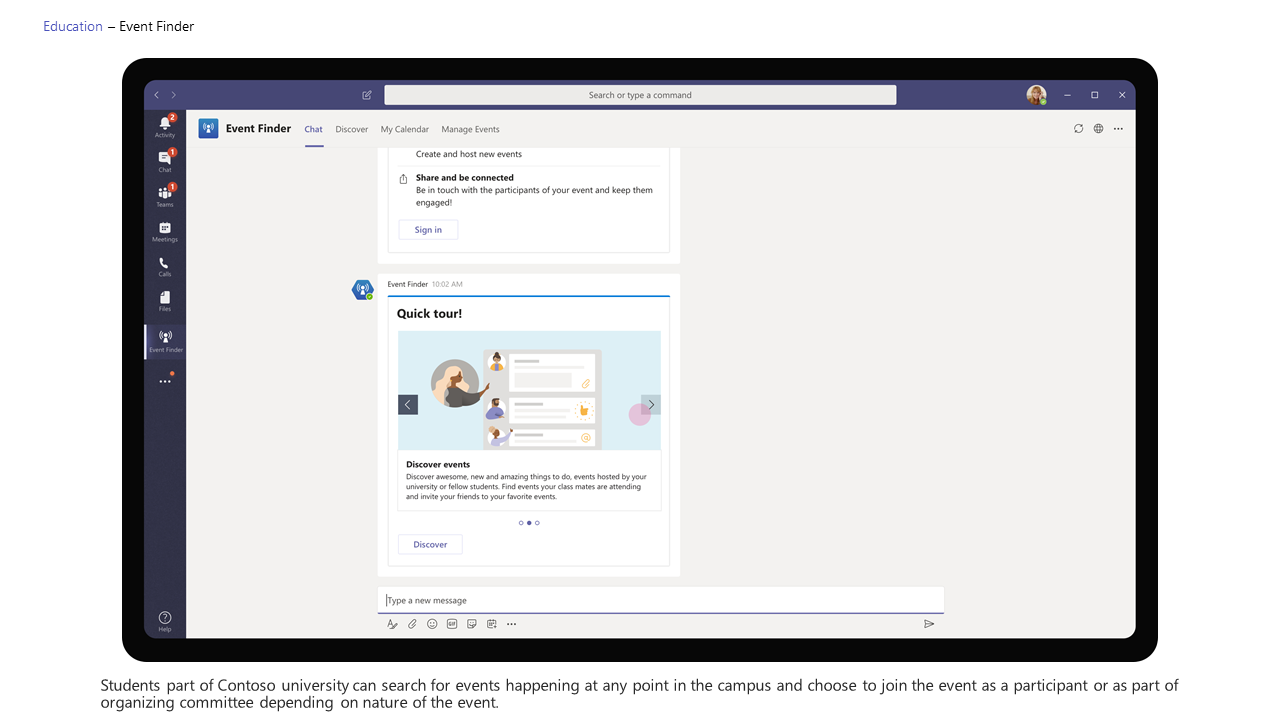 Education – Event Finder
Search or type a command
Activity
2
Chat
1
Teams
1
Meetings
Calls
Files
Event Finder
Help
Event Finder
Chat
Discover
My Calendar
Manage Events
Create and host new events
Share and be connected
Be in touch with the participants of your event and keep them
engaged!
Sign in
Event Finder 10:02 AM
Quick tour!
Discover events
Discover awesome, new and amazing things to do, events hosted by your
university or fellow students. Find events your class mates are attending
and invite your friends to your favorite events.
Discover
Type a new message
GIF
Students part of Contoso university can search for events happening at any point in the campus and choose to join the event as a participant or as part of
organizing committee depending on nature of the event.